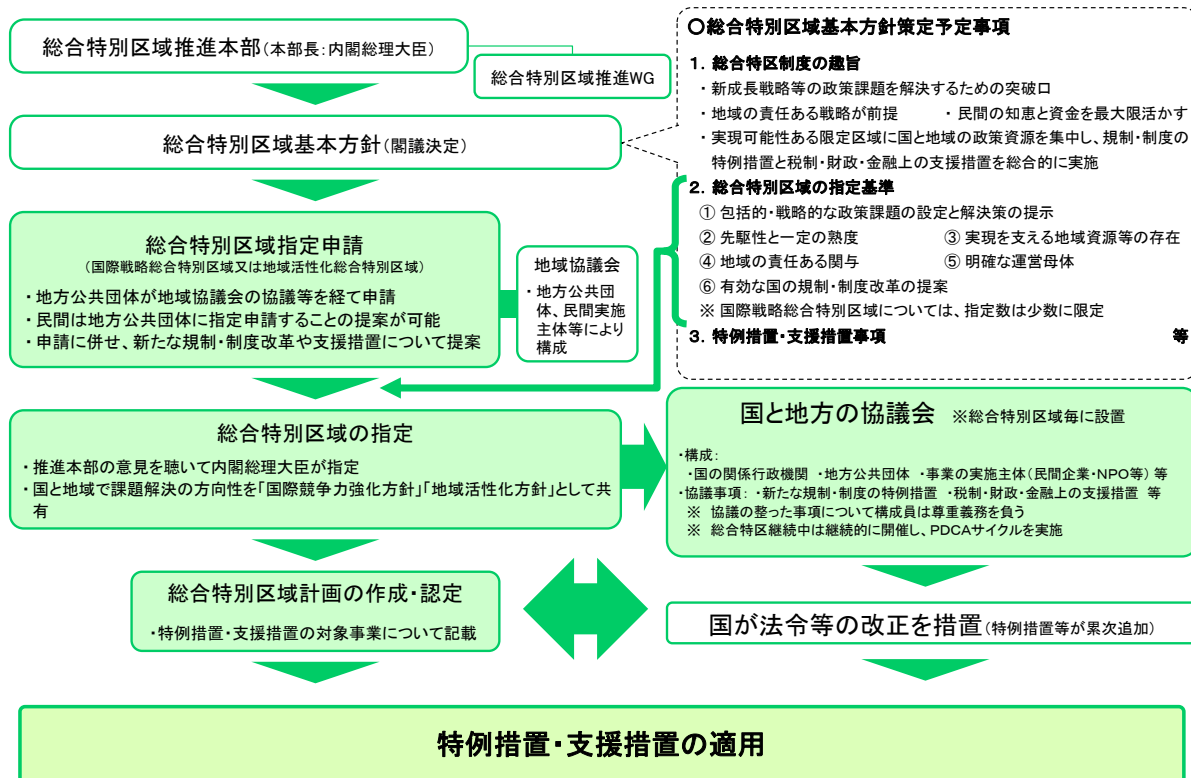 総合特別区域推進本部(本部長:内閣総理大臣)
総合特別区域推進WG
総合特別区域基本方針(閣議決定)
〇総合特別区域基本方針策定予定事項
1. 総合特区制度の趣旨
・新成長戦略等の政策課題を解決するための突破口
・地域の責任ある戦略が前提 ・民間の知恵と資金を最大限活かす
・実現可能性ある限定区域に国と地域の政策資源を集中し、規制・制度の
特例措置と税制・財政・金融上の支援措置を総合的に実施
2. 総合特別区域の指定基準
① 包括的・戦略的な政策課題の設定と解決策の提示
② 先駆性と一定の熟度 ③ 実現を支える地域資源等の存在
④ 地域の責任ある関与 ⑤ 明確な運営母体
⑥ 有効な国の規制・制度改革の提案
※ 国際戦略総合特別区域については、指定数は少数に限定
3. 特例措置・支援措置事項 等
総合特別区域指定申請
(国際戦略総合特別区域又は地域活性化総合特別区域)
・地方公共団体が地域協議会の協議等を経て申請
・民間は地方公共団体に指定申請することの提案が可能
・申請に併せ、新たな規制・制度改革や支援措置について提案
地域協議会
・地方公共団
体、民間実施
主体等により
構成
総合特別区域の指定
・推進本部の意見を聴いて内閣総理大臣が指定
・国と地域で課題解決の方向性を「国際競争力強化方針」「地域活性化方針」として共
有
国と地方の協議会 ※総合特別区域毎に設置
・構成:
・国の関係行政機関 ・地方公共団体 ・事業の実施主体(民間企業・NPO等) 等
・協議事項: ・新たな規制・制度の特例措置 ・税制・財政・金融上の支援措置 等
※ 協議の整った事項について構成員は尊重義務を負う
※ 総合特区継続中は継続的に開催し、PDCAサイクルを実施
総合特別区域計画の作成・認定
・特例措置・支援措置の対象事業について記載
国が法令等の改正を措置(特例措置等が累次追加)
特例措置・支援措置の適用